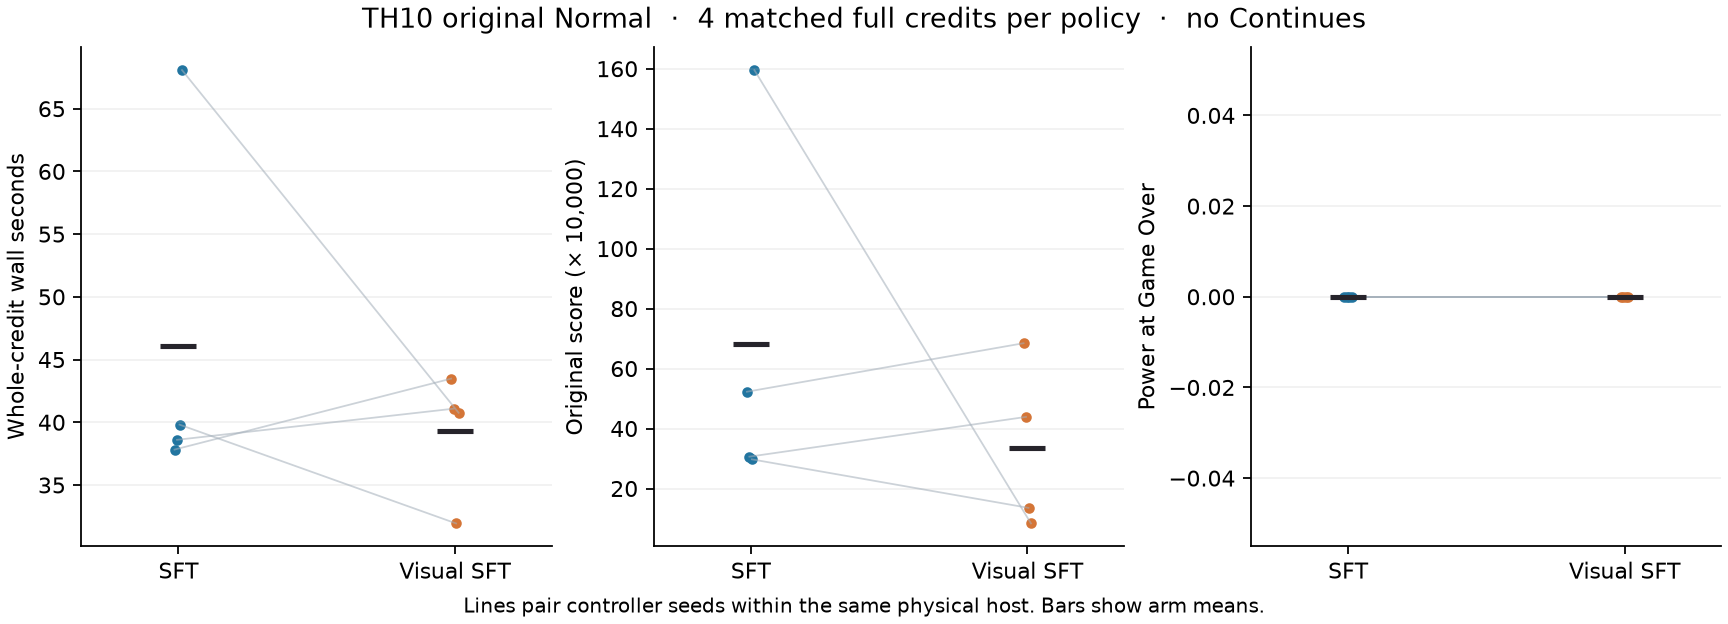 TH10 original Normal · 4 matched full credits per policy · no Continues
Whole-credit wall seconds
65
60
55
50
45
40
35
SFT
Visual SFT
Original score (× 10,000)
160
140
120
100
80
60
40
20
SFT
Visual SFT
Power at Game Over
0.04
0.02
0.00
−0.02
−0.04
SFT
Visual SFT
Lines pair controller seeds within the same physical host. Bars show arm means.